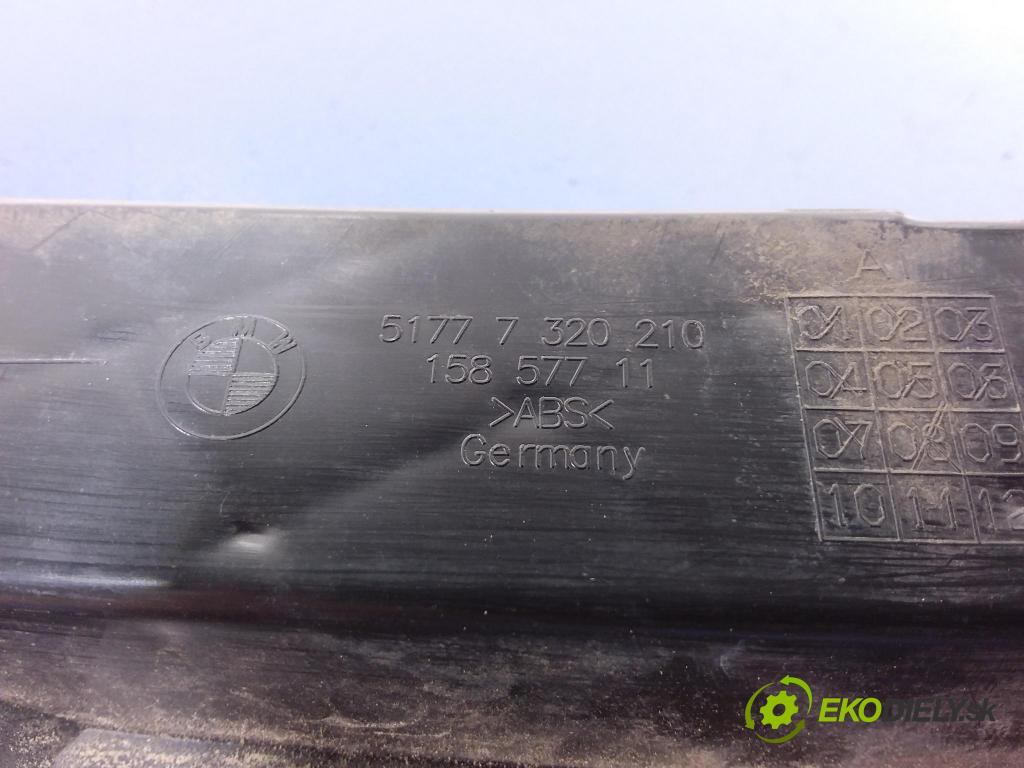 BMW
5177 7 320 210
158 577 11
>ABS<
Germany
A
01 02 03
04 05 06
07 08 09
10 11 12
EKODIELY.sk